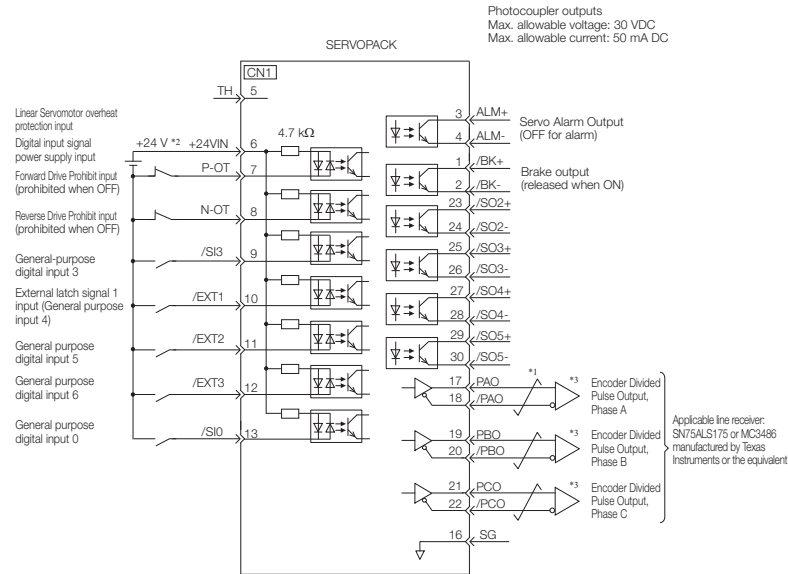 Photocoupler outputs
Max. allowable voltage: 30 VDC
Max. allowable current: 50 mA DC
SERVOPACK
CN1
TH 5
Linear Servomotor overheat
protection input
Digital input signal
power supply input
+24 V *2 +24VIN 6
4.7 kΩ
Forward Drive Prohibit input
(prohibited when OFF)
P-OT 7
Reverse Drive Prohibit input
(prohibited when OFF)
N-OT 8
General-purpose
digital input 3
/SI3 9
External latch signal 1
input (General purpose
input 4)
/EXT1 10
General purpose
digital input 5
/EXT2 11
General purpose
digital input 6
/EXT3 12
General purpose
digital input 0
/SI0 13
3 ALM+
4 ALM-
Servo Alarm Output
(OFF for alarm)
1 /BK+
2 /BK-
Brake output
(released when ON)
23 /SO2+
24 /SO2-
25 /SO3+
26 /SO3-
27 /SO4+
28 /SO4-
29 /SO5+
30 /SO5-
17 PAO
18 /PAO
*1
*3
Encoder Divided
Pulse Output,
Phase A
19 PBO
20 /PBO
*3
Encoder Divided
Pulse Output,
Phase B
21 PCO
22 /PCO
*3
Encoder Divided
Pulse Output,
Phase C
Applicable line receiver:
SN75ALS175 or MC3486
manufactured by Texas
Instruments or the equivalent
16 SG